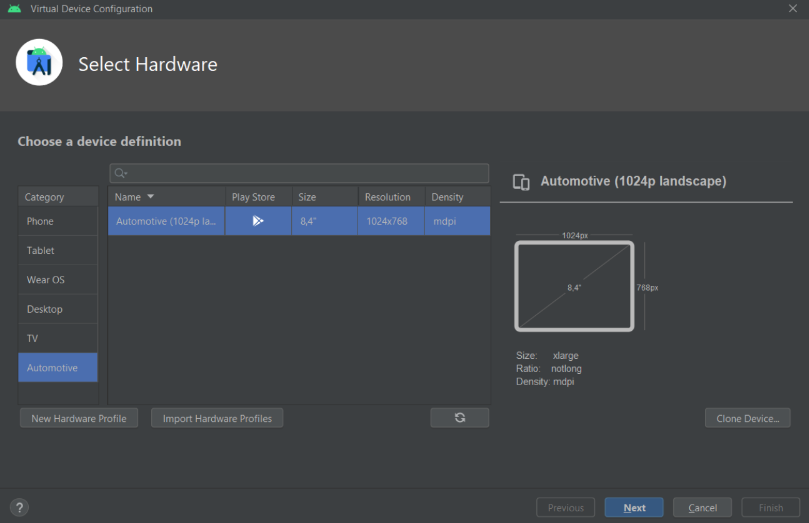 Virtual Device Configuration
Select Hardware
Choose a device definition
Category
Phone
Tablet
Wear OS
Desktop
TV
Automotive
Name Play Store Size Resolution Density
Automotive (1024p la... 8,4" 1024x768 mdpi
New Hardware Profile
Import Hardware Profiles
Automotive (1024p landscape)
1024px
8,4"
768px
Size: xlarge
Ratio: notlong
Density: mdpi
Clone Device...
?
Previous
Next
Cancel
Finish